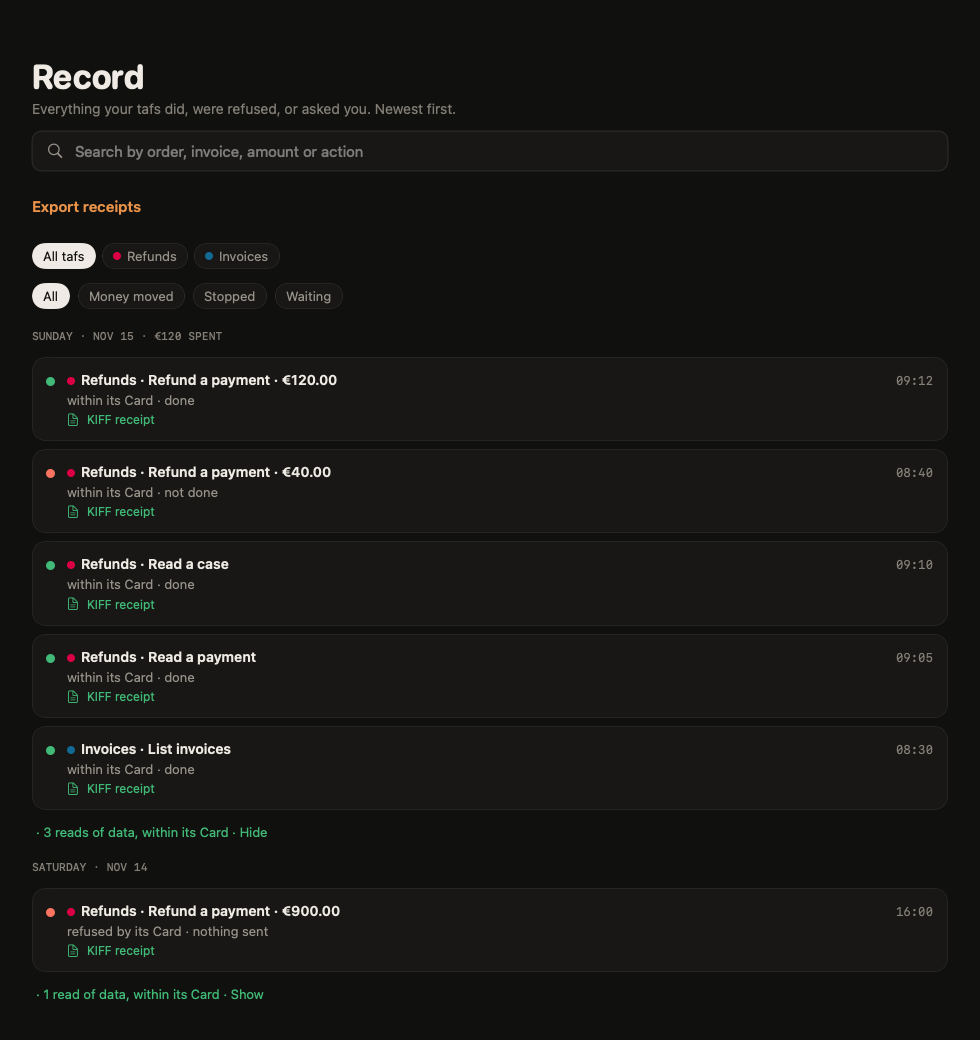 Record
Everything your tafs did, were refused, or asked you. Newest first.
Search by order, invoice, amount or action
Export receipts
All tafs Refunds Invoices
All Money moved Stopped Waiting
SUNDAY · NOV 15 · €120 SPENT
Refunds · Refund a payment · €120.00 09:12
within its Card · done
KIFF receipt
Refunds · Refund a payment · €40.00 08:40
within its Card · not done
KIFF receipt
Refunds · Read a case 09:10
within its Card · done
KIFF receipt
Refunds · Read a payment 09:05
within its Card · done
KIFF receipt
Invoices · List invoices 08:30
within its Card · done
KIFF receipt
· 3 reads of data, within its Card · Hide
SATURDAY · NOV 14
Refunds · Refund a payment · €900.00 16:00
refused by its Card · nothing sent
KIFF receipt
· 1 read of data, within its Card · Show